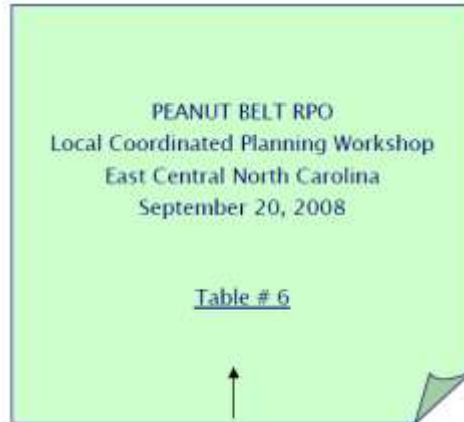 PEANUT BELT RPO
Local Coordinated Planning Workshop
East Central North Carolina
September 20, 2008
Table # 6